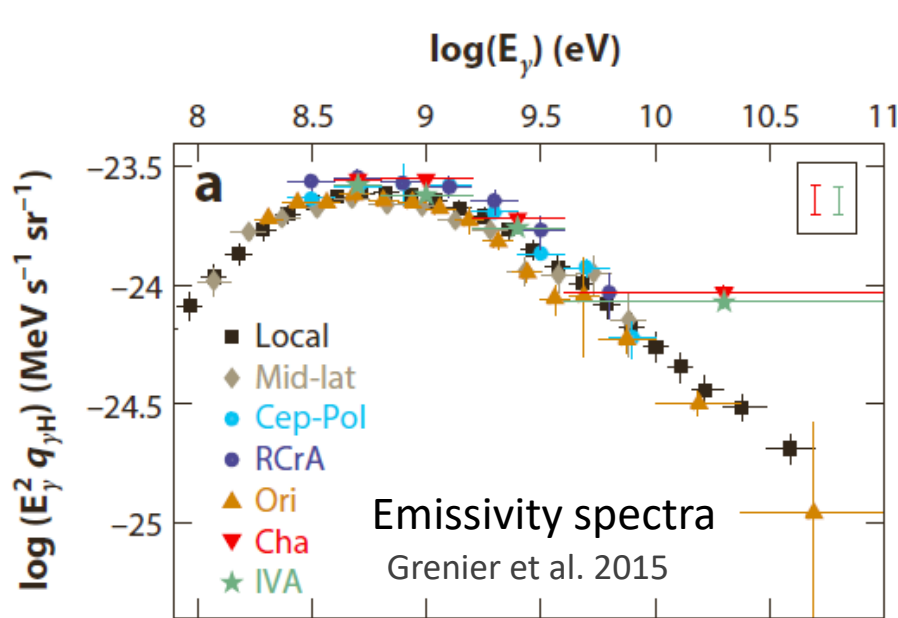 log(Eγ) (eV)
8 8.5 9 9.5 10 10.5 11
log (Eγ² qγH) (MeV s⁻¹ sr⁻¹)
−23.5
−24
−24.5
−25
a
Local
Mid-lat
Cep-Pol
RCrA
Ori
Cha
IVA
Emissivity spectra
Grenier et al. 2015